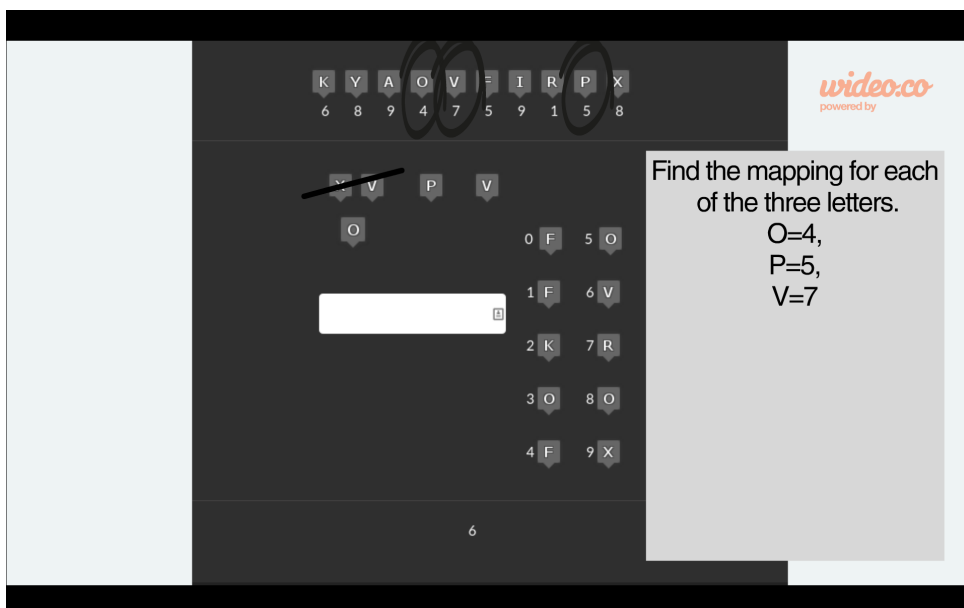 K Y A O V F I R P X
6 8 9 4 7 5 9 1 5 8
wideo.co
powered by
V P V
O
Find the mapping for each
of the three letters.
O=4,
P=5,
V=7
0 F 5 O
1 F 6 V
2 K 7 R
3 O 8 O
4 F 9 X
6